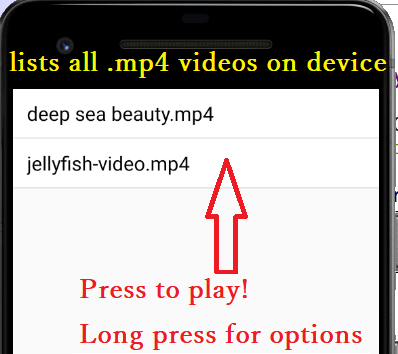 lists all .mp4 videos on device
deep sea beauty.mp4
jellyfish-video.mp4
Press to play!
Long press for options